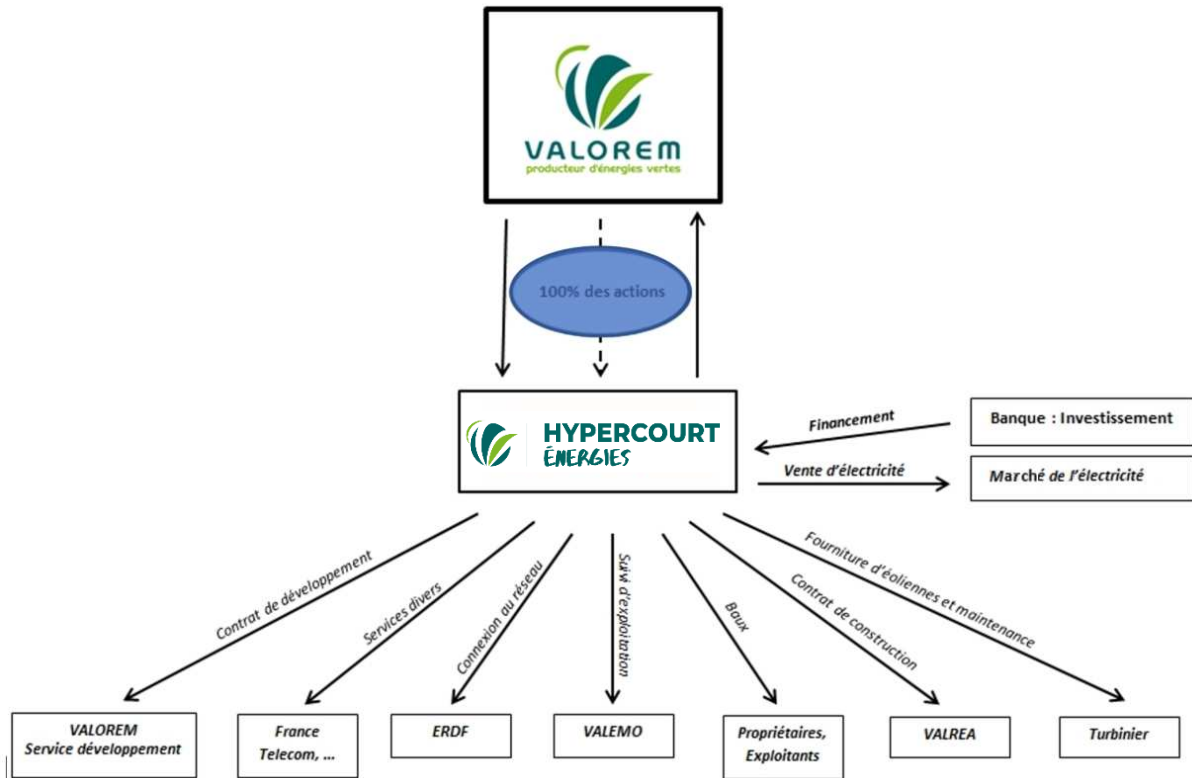 VALOREM
producteur d'énergies vertes
100% des actions
HYPERCOURT
ÉNERGIES
Financement
Banque : Investissement
Vente d'électricité
Marché de l'électricité
Contrat de développement
Services divers
Connexion au réseau
Suivi d'exploitation
Baux
Contrat de construction
Fourniture d'éoliennes et maintenance
VALOREM
Service développement
France
Telecom, ...
ERDF
VALEMO
Propriétaires,
Exploitants
VALREA
Turbinier